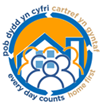 pob dydd yn cyfri cartref yn gyntaf
every day counts home first